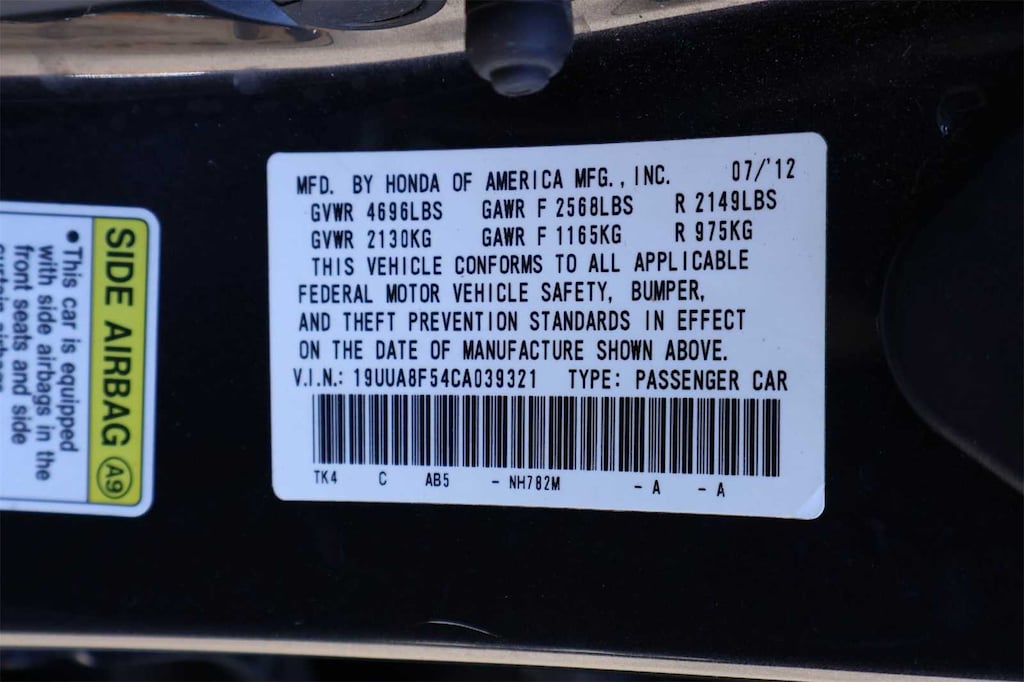 MFD. BY HONDA OF AMERICA MFG., INC. 07/'12
GVWR 4696LBS GAWR F 2568LBS R 2149LBS
GVWR 2130KG GAWR F 1165KG R 975KG
THIS VEHICLE CONFORMS TO ALL APPLICABLE
FEDERAL MOTOR VEHICLE SAFETY, BUMPER,
AND THEFT PREVENTION STANDARDS IN EFFECT
ON THE DATE OF MANUFACTURE SHOWN ABOVE.
V.I.N.: 19UUA8F54CA039321 TYPE: PASSENGER CAR
TK4 C AB5 - NH782M - A - A
SIDE AIRBAG A9
•This car is equipped
with side airbags in the
front seats and side